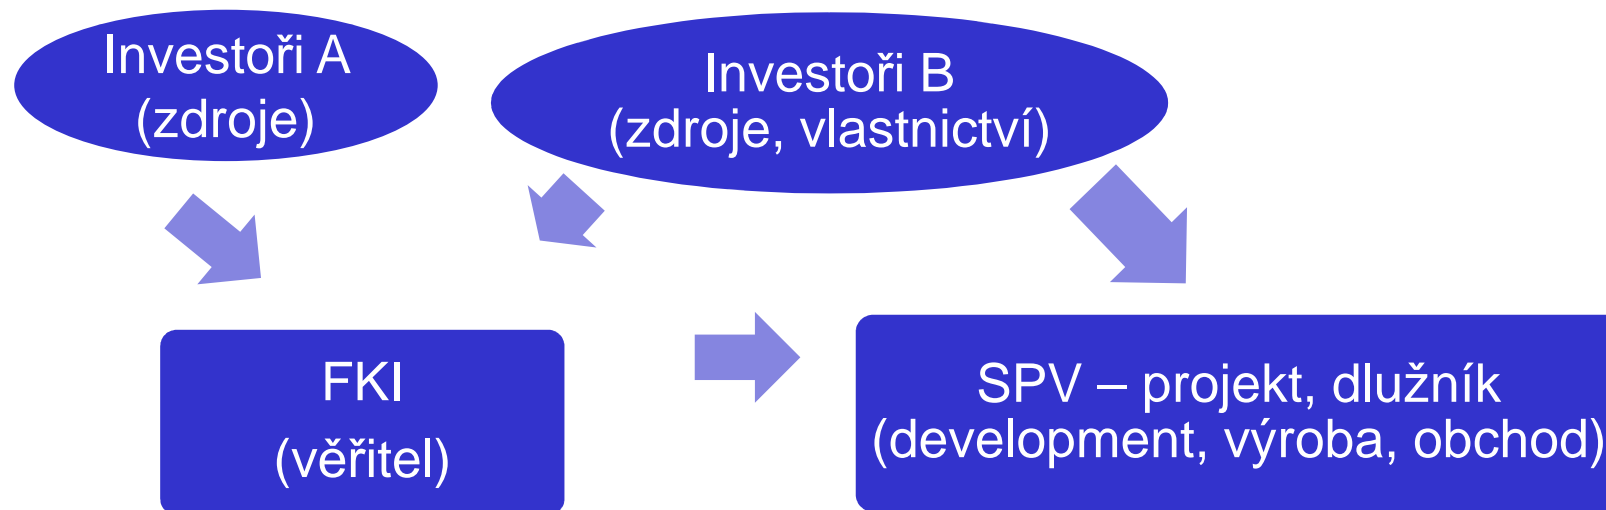 Investoři A
(zdroje)
Investoři B
(zdroje, vlastnictví)
FKI
(věřitel)
SPV – projekt, dlužník
(development, výroba, obchod)